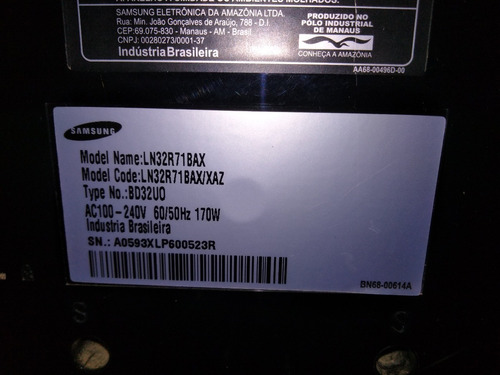 SAMSUNG ELETRÔNICA DA AMAZÔNIA LTDA.
Rua: Min. João Gonçalves de Araújo, 788 - D.I.
CEP:69.075-830 - Manaus - AM - Brasil
CNPJ: 00280273/0001-37
Indústria Brasileira
PRODUZIDO NO
PÓLO INDUSTRIAL
DE MANAUS
CONHEÇA A AMAZÔNIA
AA68-00496D-00
SAMSUNG
Model Name:LN32R71BAX
Model Code:LN32R71BAX/XAZ
Type No.:BD32UO
AC100-240V 60/50Hz 170W
Industria Brasileira
SN.: A0593XLP600523R
BN68-00614A
S
S